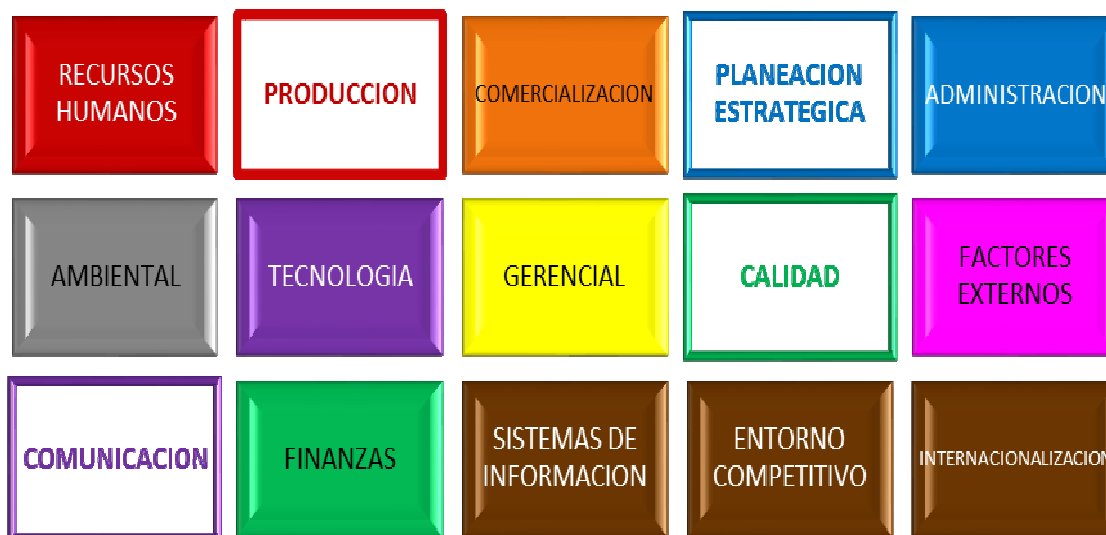 RECURSOS
HUMANOS
PRODUCCION
COMERCIALIZACION
PLANEACION
ESTRATEGICA
ADMINISTRACION
AMBIENTAL
TECNOLOGIA
GERENCIAL
CALIDAD
FACTORES
EXTERNOS
COMUNICACION
FINANZAS
SISTEMAS DE
INFORMACION
ENTORNO
COMPETITIVO
INTERNACIONALIZACION